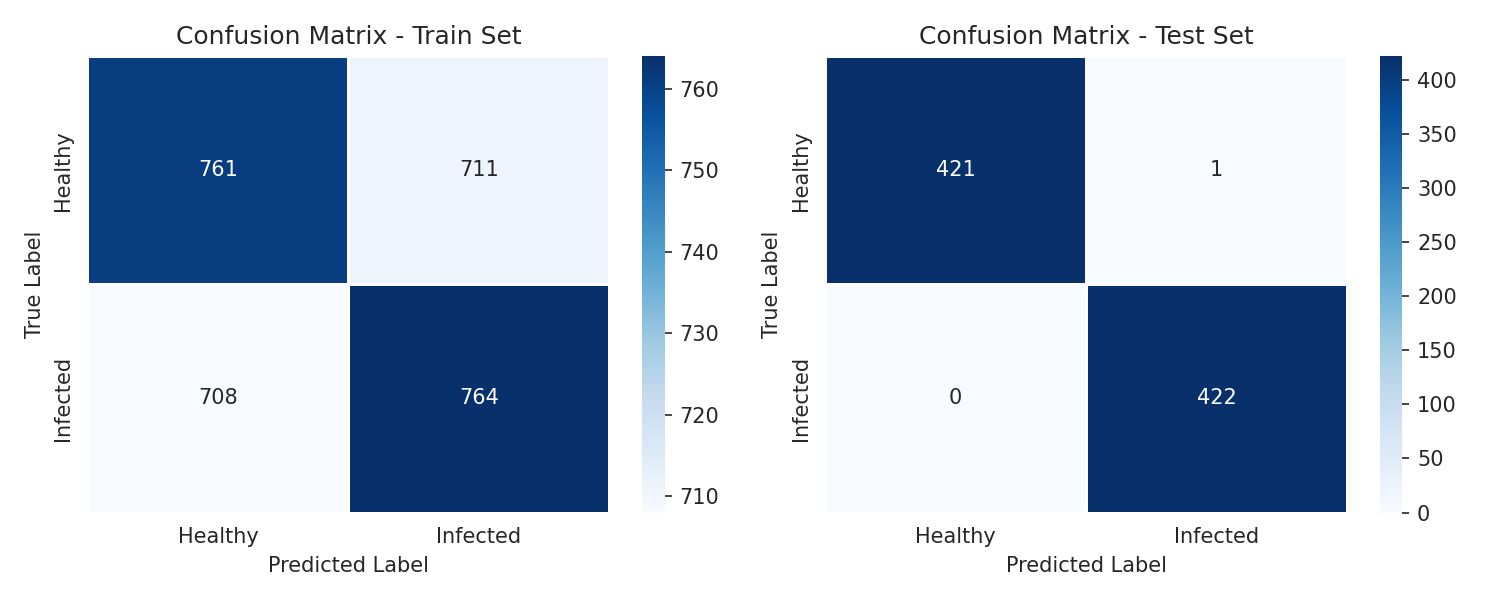 Confusion Matrix - Train Set
Healthy
Infected
True Label
761
711
708
764
Healthy
Infected
Predicted Label
760
750
740
730
720
710
Confusion Matrix - Test Set
Healthy
Infected
True Label
421
1
0
422
Healthy
Infected
Predicted Label
400
350
300
250
200
150
100
50
0